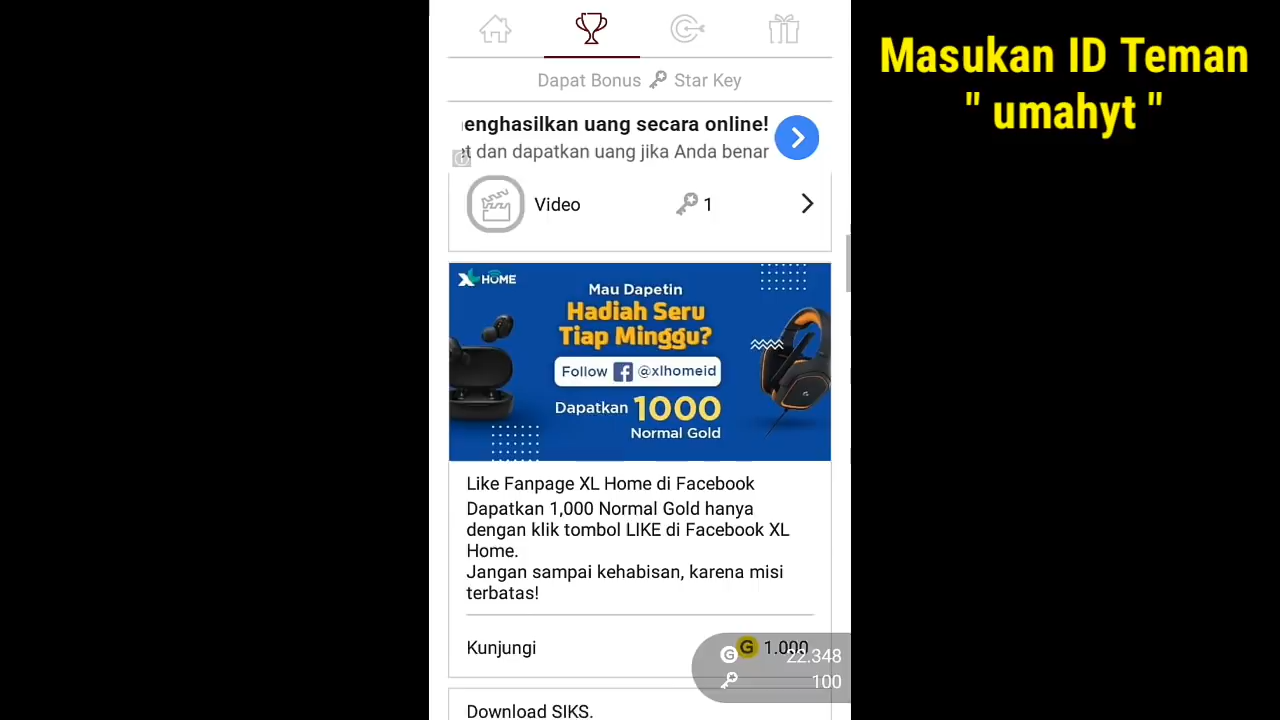 Masukan ID Teman
" umahyt "
Dapat Bonus Star Key
enghasilkan uang secara online!
dan dapatkan uang jika Anda benar
Video 1
XL HOME
Mau Dapetin
Hadiah Seru
Tiap Minggu?
Follow @xlhomeid
Dapatkan 1000
Normal Gold
Like Fanpage XL Home di Facebook
Dapatkan 1,000 Normal Gold hanya
dengan klik tombol LIKE di Facebook XL
Home.
Jangan sampai kehabisan, karena misi
terbatas!
Kunjungi G 1.000
G 22.348
100
Download SIKS.